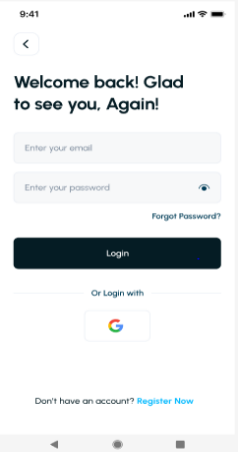 9:41
Welcome back! Glad
to see you, Again!
Enter your email
Enter your password
Forgot Password?
Login
Or Login with
Don't have an account? Register Now